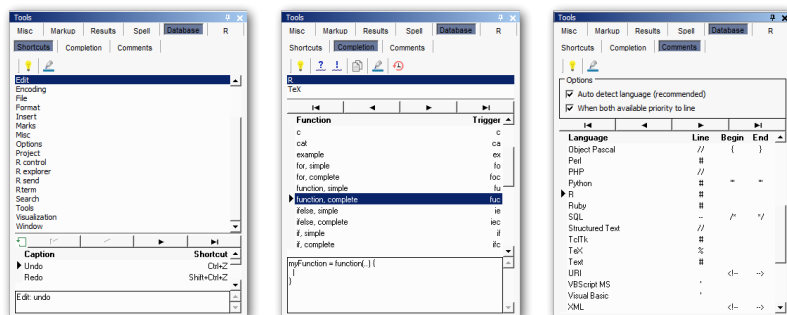 Tools
Misc Markup Results Spell Database R
Shortcuts Completion Comments
Edit
Encoding
File
Format
Insert
Marks
Misc
Options
Project
R control
R explorer
R send
Rterm
Search
Tools
Visualization
Window
Caption Shortcut
Undo Ctrl+Z
Redo Shift+Ctrl+Z
Edit: undo
Tools
Misc Markup Results Spell Database R
Shortcuts Completion Comments
R
TeX
Function Trigger
c c
cat ca
example ex
for, simple fo
for, complete foc
function, simple fu
function, complete fuc
ifelse, simple ie
ifelse, complete iec
if, simple if
if, complete ifc
myFunction = function(..) {
|
}
Tools
Misc Markup Results Spell Database R
Shortcuts Completion Comments
Options
Auto detect language (recommended)
When both available priority to line
Language Line Begin End
Object Pascal // { }
Perl #
PHP //
Python # " "
R #
Ruby #
SQL -- /* */
Structured Text //
TclTk #
TeX %
Text #
URI <!-- -->
VBScript MS '
Visual Basic '
XML <!-- -->